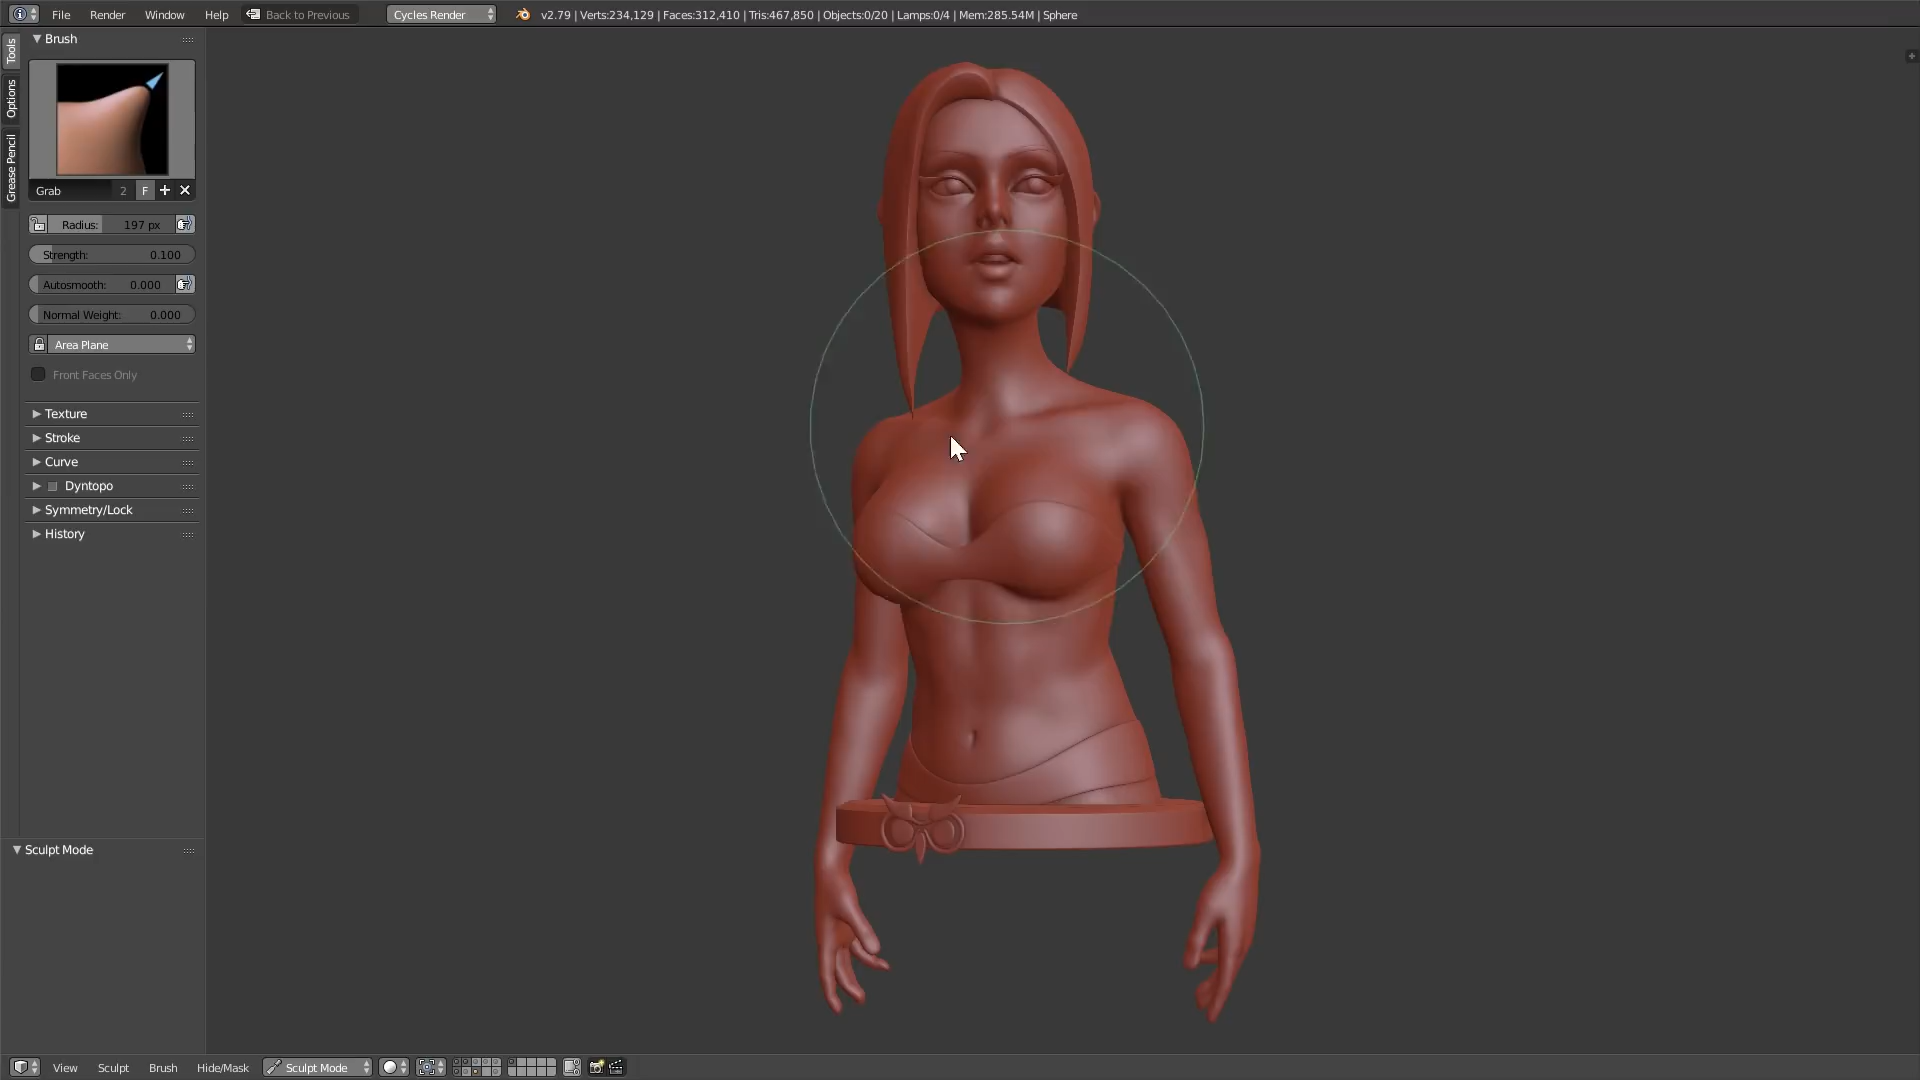 File Render Window Help Back to Previous Cycles Render v2.79 | Verts:234,129 | Faces:312,410 | Tris:467,850 | Objects:0/20 | Lamps:0/4 | Mem:285.54M | Sphere
Tools
Options
Grease Pencil
Brush
Grab 2 F
Radius: 197 px
Strength: 0.100
Autosmooth: 0.000
Normal Weight: 0.000
Area Plane
Front Faces Only
Texture
Stroke
Curve
Dyntopo
Symmetry/Lock
History
Sculpt Mode
View Sculpt Brush Hide/Mask Sculpt Mode